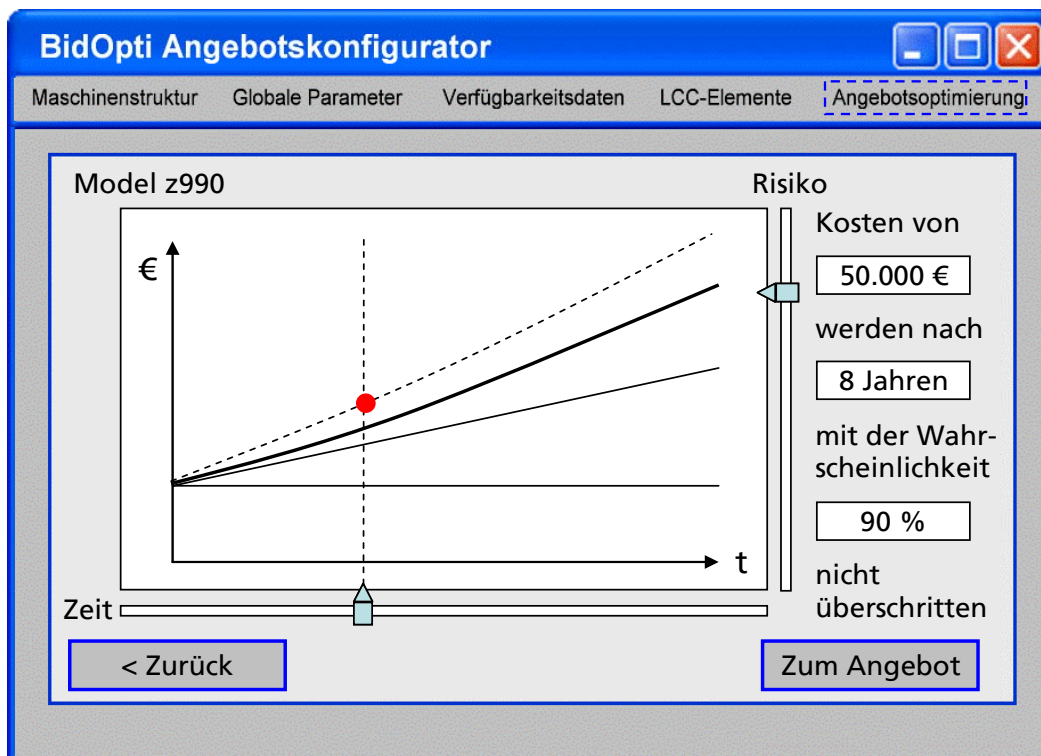 BidOpti Angebotskonfigurator
Maschinenstruktur Globale Parameter Verfügbarkeitsdaten LCC-Elemente Angebotsoptimierung
Model z990
Risiko
€
t
Zeit
Kosten von
50.000 €
werden nach
8 Jahren
mit der Wahr-
scheinlichkeit
90 %
nicht
überschritten
< Zurück
Zum Angebot